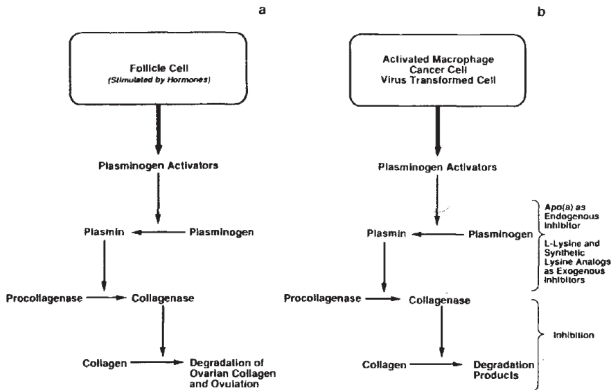 a
Follicle Cell
(Stimulated by Hormones)
Plasminogen Activators
Plasmin
Plasminogen
Procollagenase
Collagenase
Collagen
Degradation of
Ovarian Collagen
and Ovulation
b
Activated Macrophage
Cancer Cell
Virus Transformed Cell
Plasminogen Activators
Plasmin
Plasminogen
Apo(a) as
Endogenous
Inhibitor
L-Lysine and
Synthetic
Lysine Analogs
as Exogenous
Inhibitors
Procollagenase
Collagenase
Inhibition
Collagen
Degradation
Products